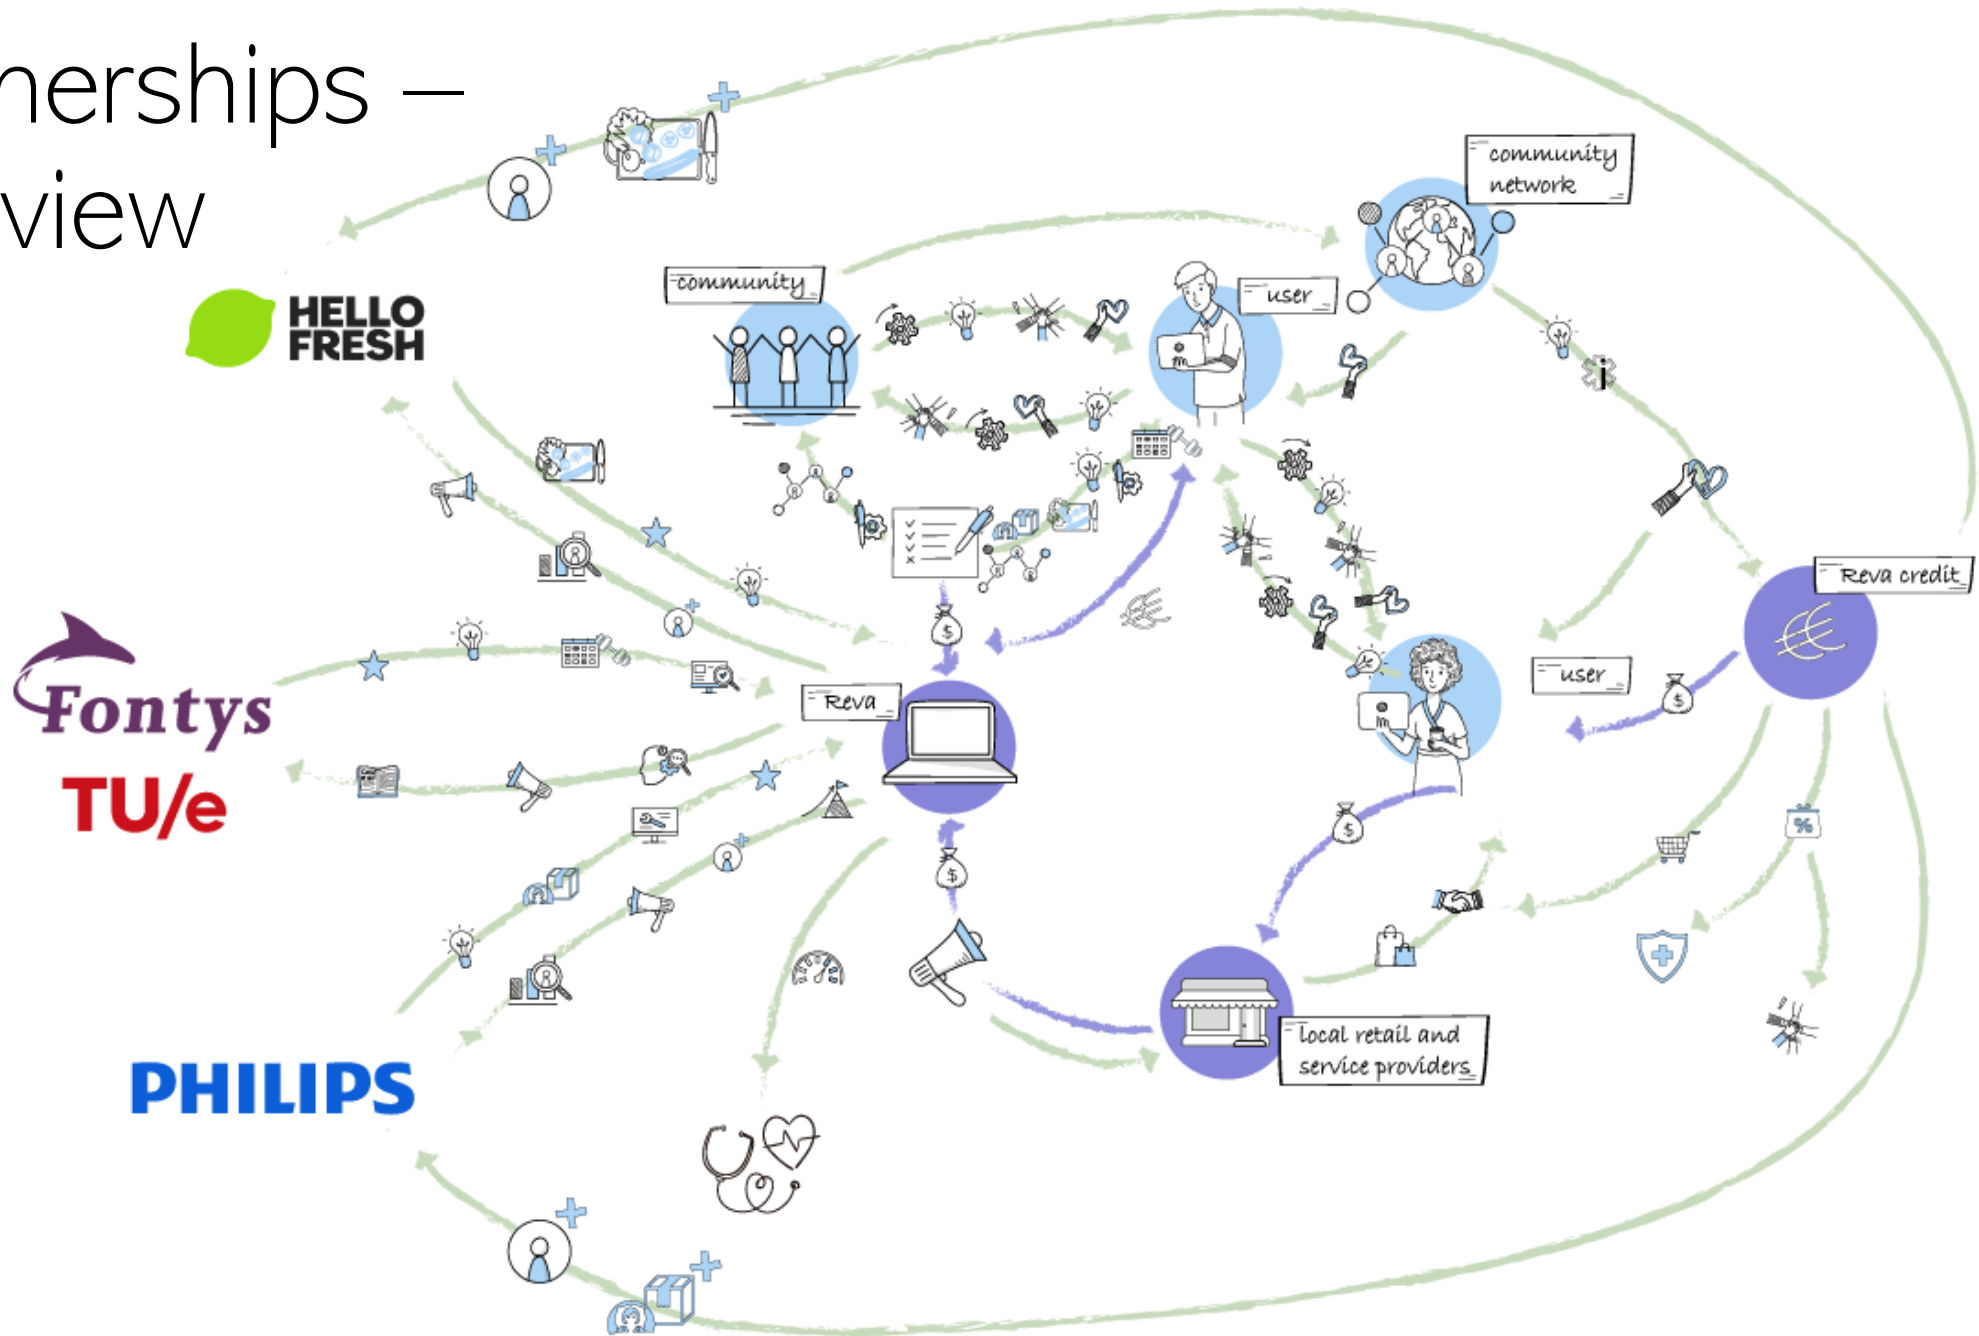 nerships –
view
community
network
community
user
HELLO
FRESH
i
Reva credit
Fontys
user
Reva
TU/e
%
local retail and
service providers
PHILIPS
$
$
$
$